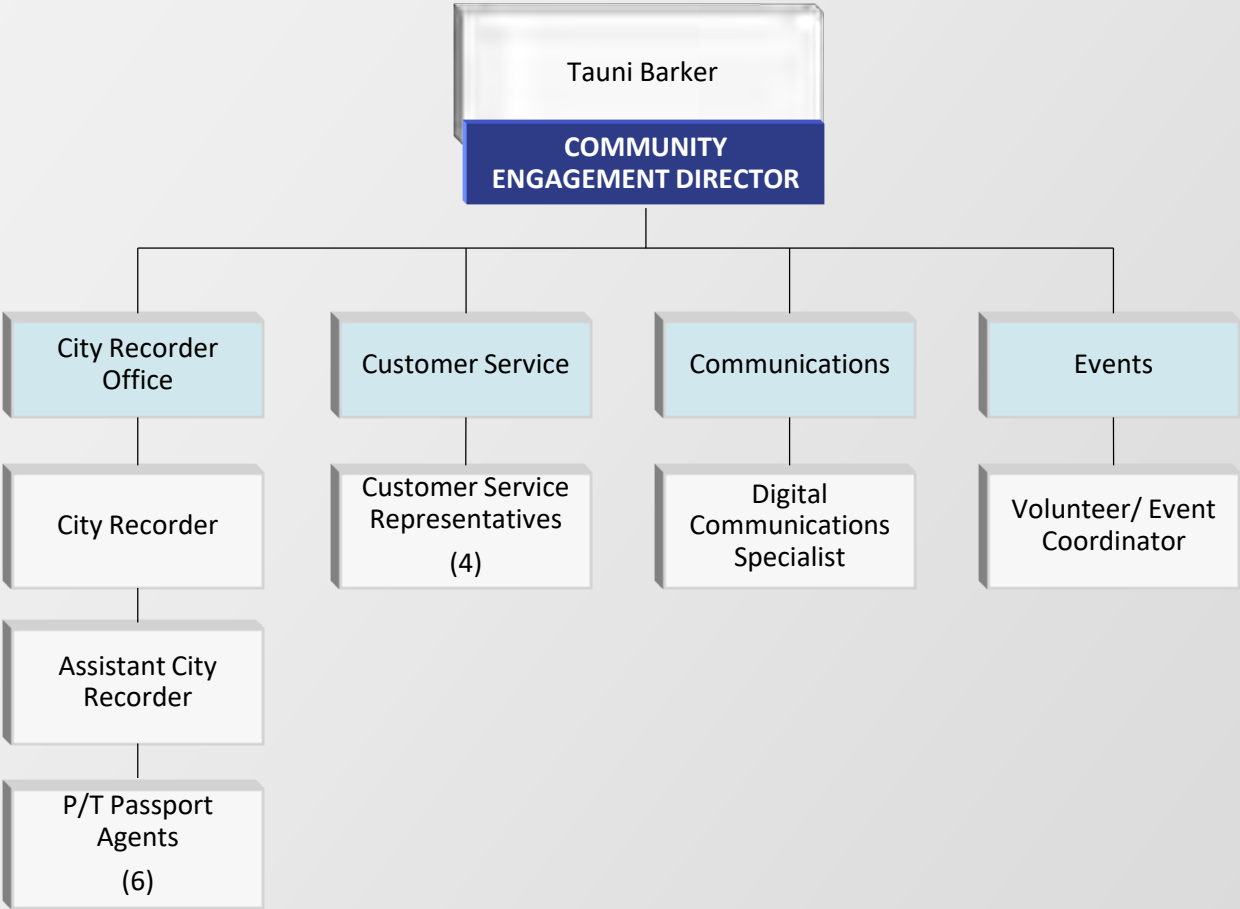 Tauni Barker
COMMUNITY
ENGAGEMENT DIRECTOR
City Recorder
Office
Customer Service
Communications
Events
City Recorder
Customer Service
Representatives
(4)
Digital
Communications
Specialist
Volunteer/ Event
Coordinator
Assistant City
Recorder
P/T Passport
Agents
(6)